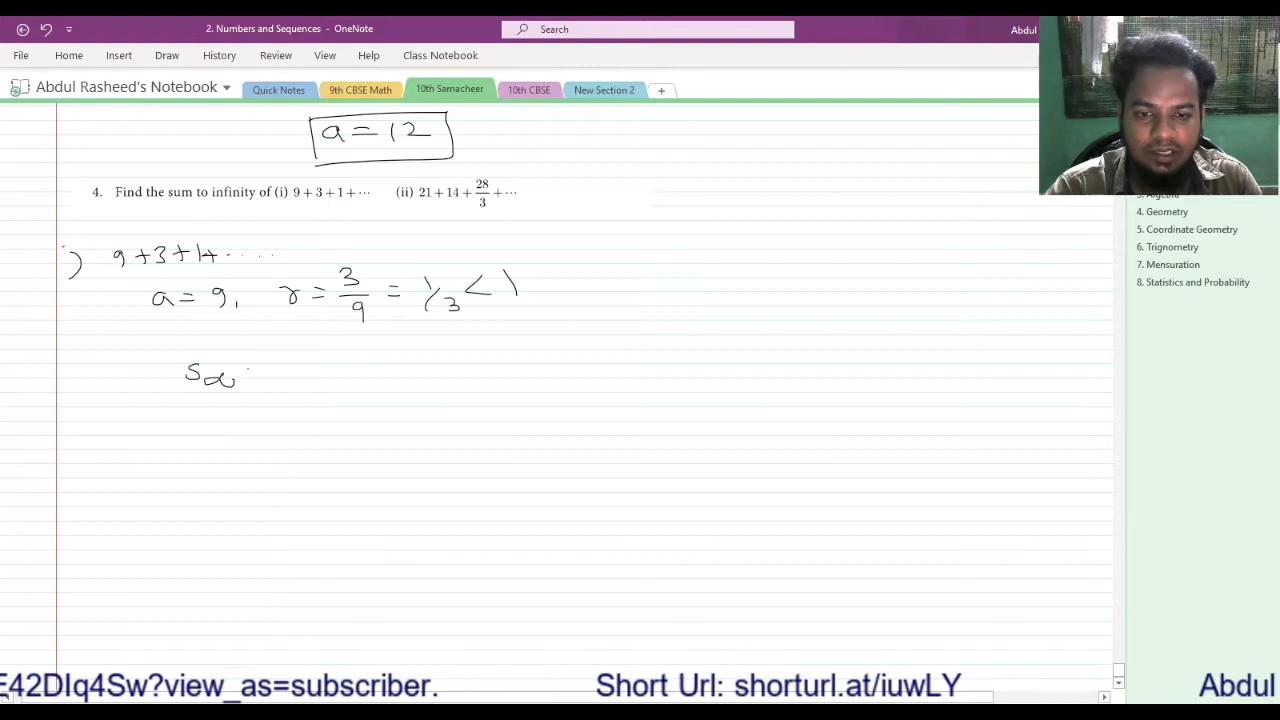 2. Numbers and Sequences - OneNote
Search
Abdul
File Home Insert Draw History Review View Help Class Notebook
Abdul Rasheed's Notebook
Quick Notes
9th CBSE Math
10th Samacheer
10th CBSE
New Section 2
a = 12
4. Find the sum to infinity of (i) 9 + 3 + 1 + ⋯ (ii) 21 + 14 + 28/3 + ⋯
i) 9 + 3 + 1 + .....
a = 9, r = 3/9 = 1/3 < 1
S∞
4. Geometry
5. Coordinate Geometry
6. Trignometry
7. Mensuration
8. Statistics and Probability
E42DIq4Sw?view_as=subscriber. Short Url: shorturl.at/iuwLY Abdul